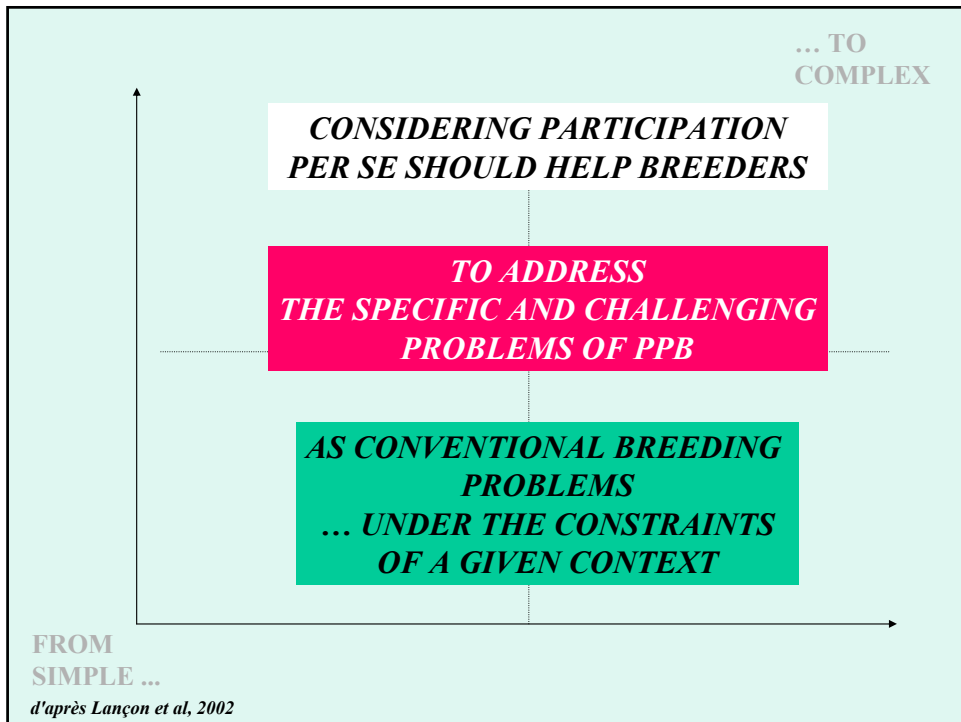 … TO
COMPLEX
CONSIDERING PARTICIPATION
PER SE SHOULD HELP BREEDERS
TO ADDRESS
THE SPECIFIC AND CHALLENGING
PROBLEMS OF PPB
AS CONVENTIONAL BREEDING
PROBLEMS
… UNDER THE CONSTRAINTS
OF A GIVEN CONTEXT
FROM
SIMPLE ...
d'après Lançon et al, 2002